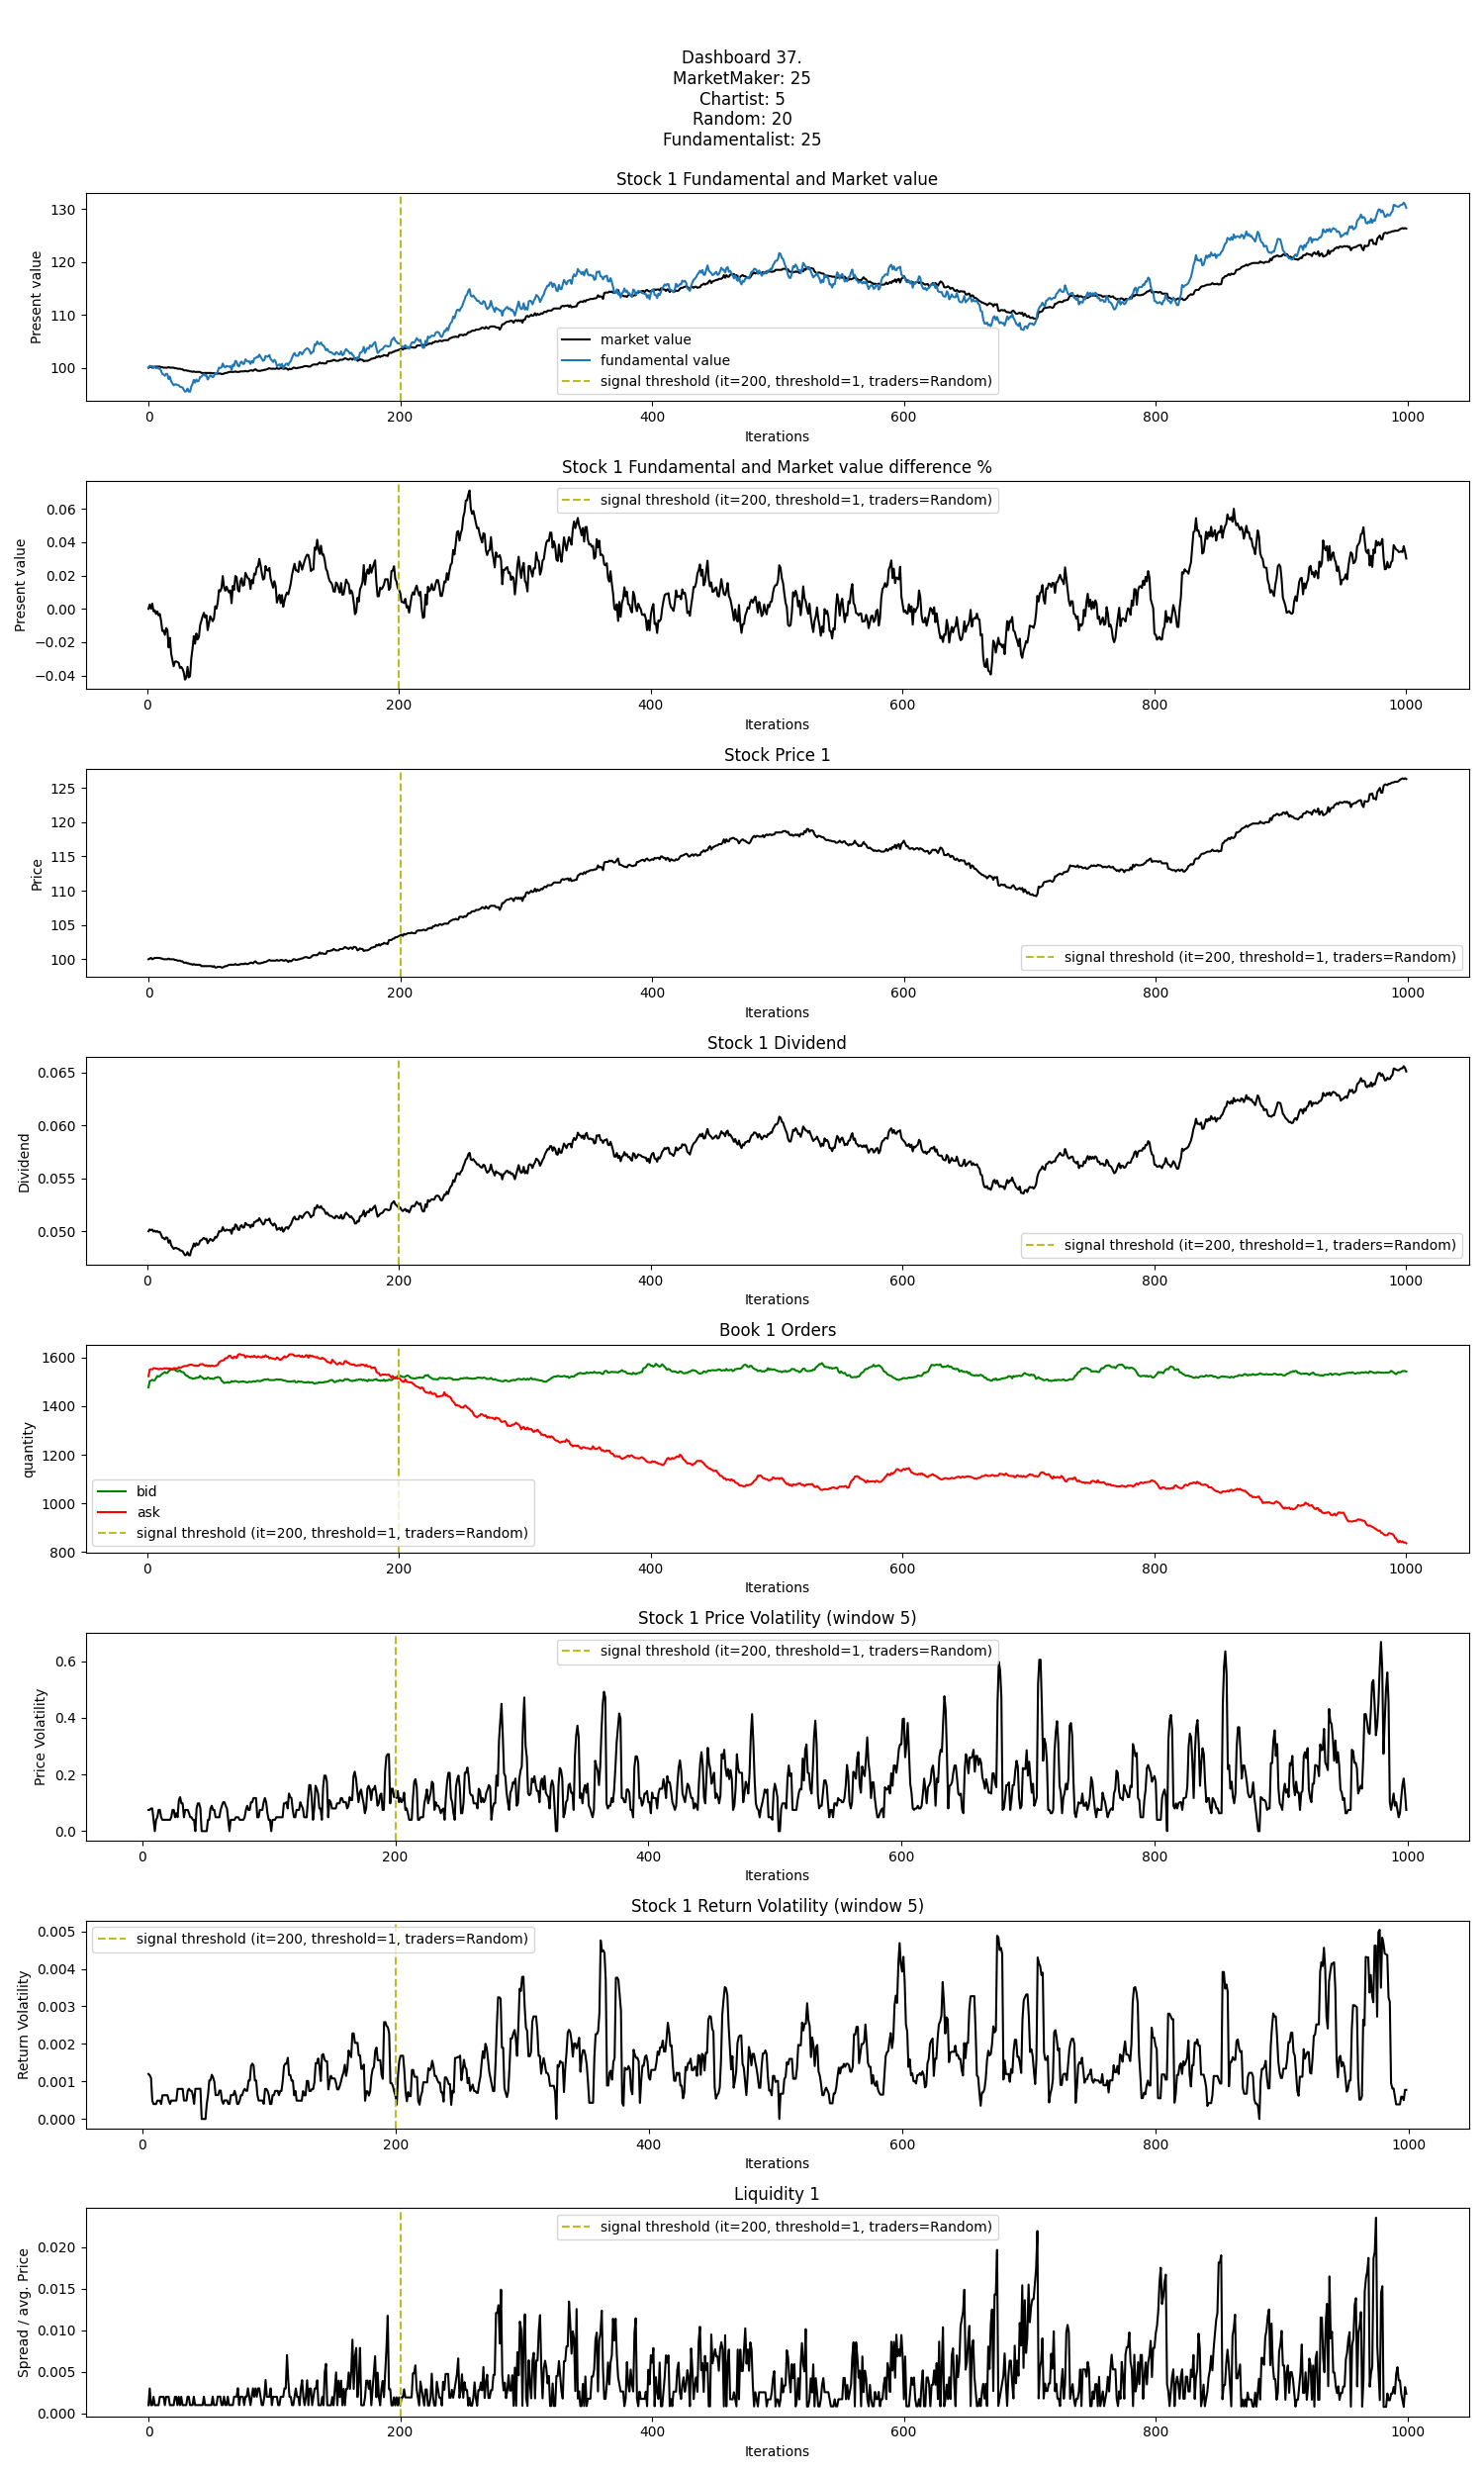 Dashboard 37.
MarketMaker: 25
Chartist: 5
Random: 20
Fundamentalist: 25
Stock 1 Fundamental and Market value
Present value
130
120
110
100
market value
fundamental value
signal threshold (it=200, threshold=1, traders=Random)
0 200 400 600 800 1000
Iterations
Stock 1 Fundamental and Market value difference %
Present value
0.06
0.04
0.02
0.00
−0.02
−0.04
signal threshold (it=200, threshold=1, traders=Random)
0 200 400 600 800 1000
Iterations
Stock Price 1
Price
125
120
115
110
105
100
signal threshold (it=200, threshold=1, traders=Random)
0 200 400 600 800 1000
Iterations
Stock 1 Dividend
Dividend
0.065
0.060
0.055
0.050
signal threshold (it=200, threshold=1, traders=Random)
0 200 400 600 800 1000
Iterations
Book 1 Orders
quantity
1600
1400
1200
1000
800
bid
ask
signal threshold (it=200, threshold=1, traders=Random)
0 200 400 600 800 1000
Iterations
Stock 1 Price Volatility (window 5)
Price Volatility
0.6
0.4
0.2
0.0
signal threshold (it=200, threshold=1, traders=Random)
0 200 400 600 800 1000
Iterations
Stock 1 Return Volatility (window 5)
Return Volatility
0.005
0.004
0.003
0.002
0.001
0.000
signal threshold (it=200, threshold=1, traders=Random)
0 200 400 600 800 1000
Iterations
Liquidity 1
Spread / avg. Price
0.020
0.015
0.010
0.005
0.000
signal threshold (it=200, threshold=1, traders=Random)
0 200 400 600 800 1000
Iterations